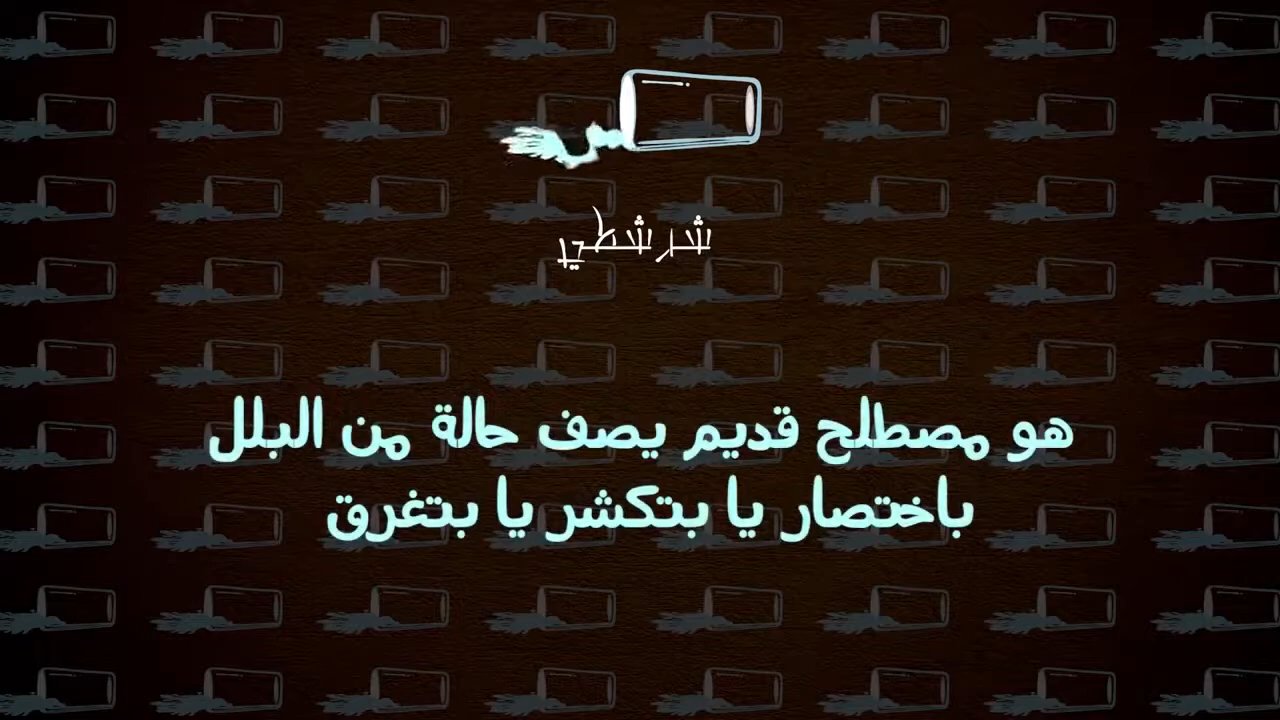 شرشطي
هو مصطلح قديم يصف حالة من البلل
باختصار يا بتكشر يا بتغرق